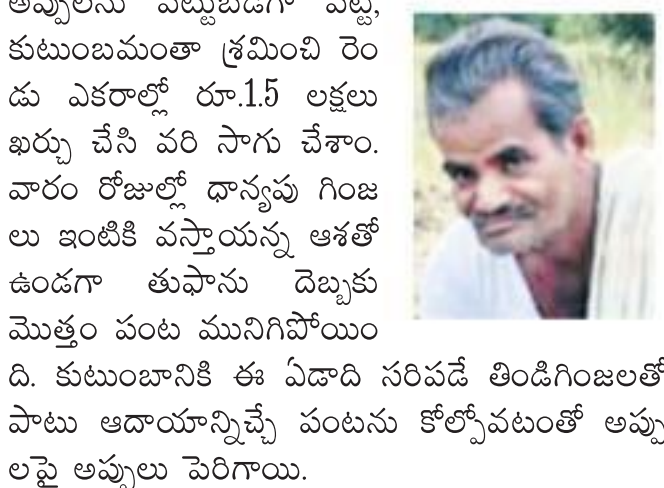 అప్పులను పెట్టుబడిగా పెట్టి,
కుటుంబమంతా శ్రమించి రెం
డు ఎకరాల్లో రూ.1.5 లక్షలు
ఖర్చు చేసి వరి సాగు చేశాం.
వారం రోజుల్లో ధాన్యపు గింజ
లు ఇంటికి వస్తాయన్న ఆశతో
ఉండగా తుఫాను దెబ్బకు
మొత్తం పంట మునిగిపోయిం
ది. కుటుంబానికి ఈ ఏడాది సరిపడే తిండిగింజలతో
పాటు ఆదాయాన్నిచ్చే పంటను కోల్పోవటంతో అప్పు
లపై అప్పులు పెరిగాయి.